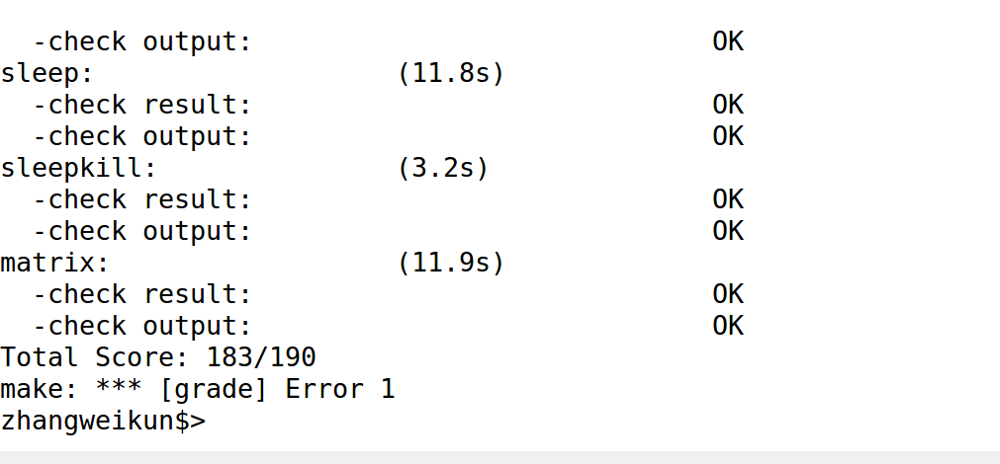 -check output: OK
sleep: (11.8s)
-check result: OK
-check output: OK
sleepkill: (3.2s)
-check result: OK
-check output: OK
matrix: (11.9s)
-check result: OK
-check output: OK
Total Score: 183/190
make: *** [grade] Error 1
zhangweikun$>